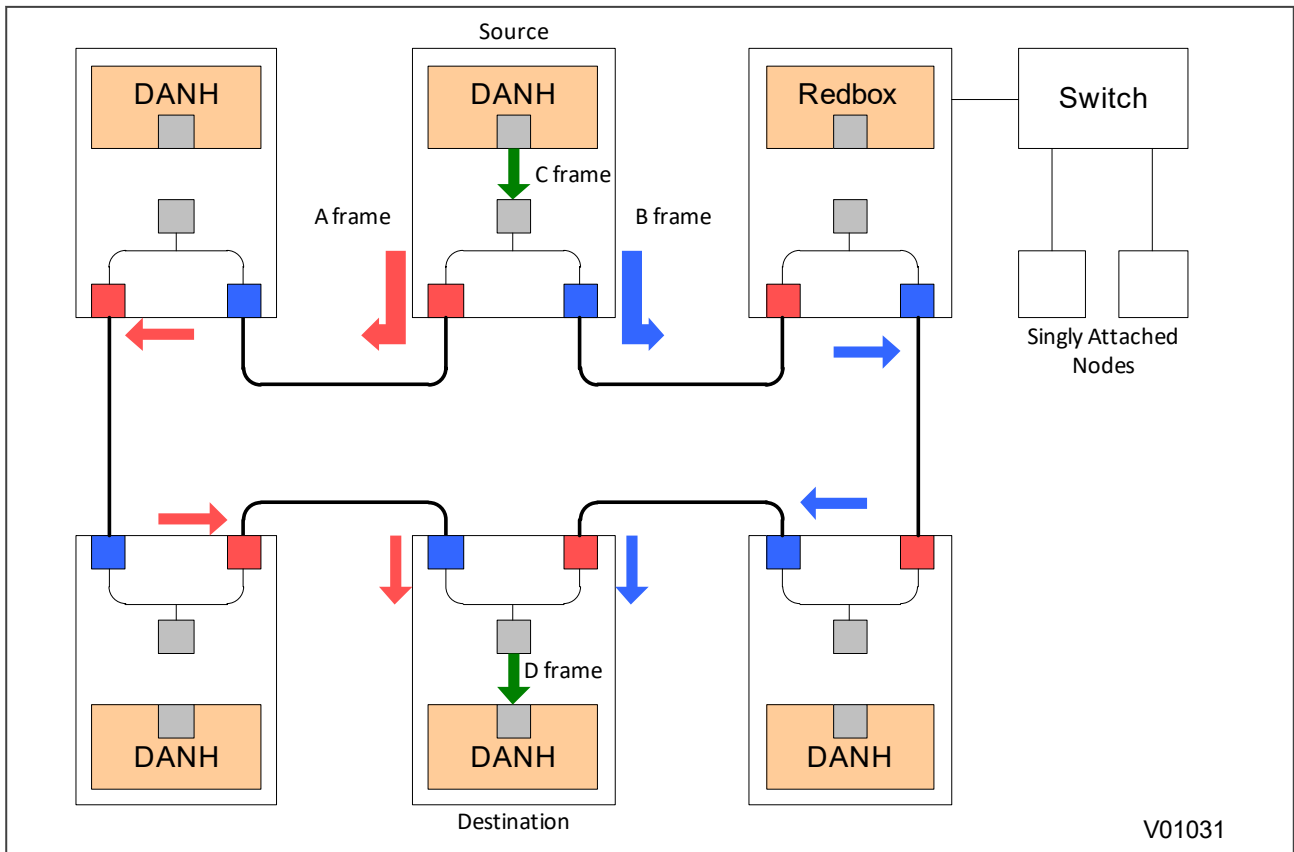 Source
DANH
DANH
Redbox
Switch
C frame
A frame
B frame
Singly Attached
Nodes
D frame
DANH
DANH
DANH
Destination
V01031